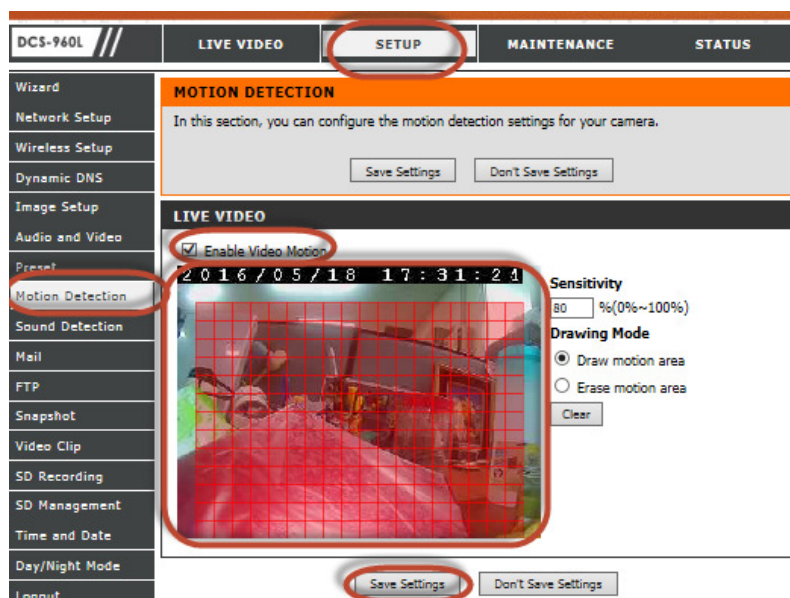 DCS-960L
LIVE VIDEO SETUP MAINTENANCE STATUS
Wizard
Network Setup
Wireless Setup
Dynamic DNS
Image Setup
Audio and Video
Preset
Motion Detection
Sound Detection
Mail
FTP
Snapshot
Video Clip
SD Recording
SD Management
Time and Date
Day/Night Mode
Logout
MOTION DETECTION
In this section, you can configure the motion detection settings for your camera.
Save Settings Don't Save Settings
LIVE VIDEO
Enable Video Motion
2016/05/18 17:31:21
Sensitivity
80 %(0%~100%)
Drawing Mode
Draw motion area
Erase motion area
Clear
Save Settings Don't Save Settings